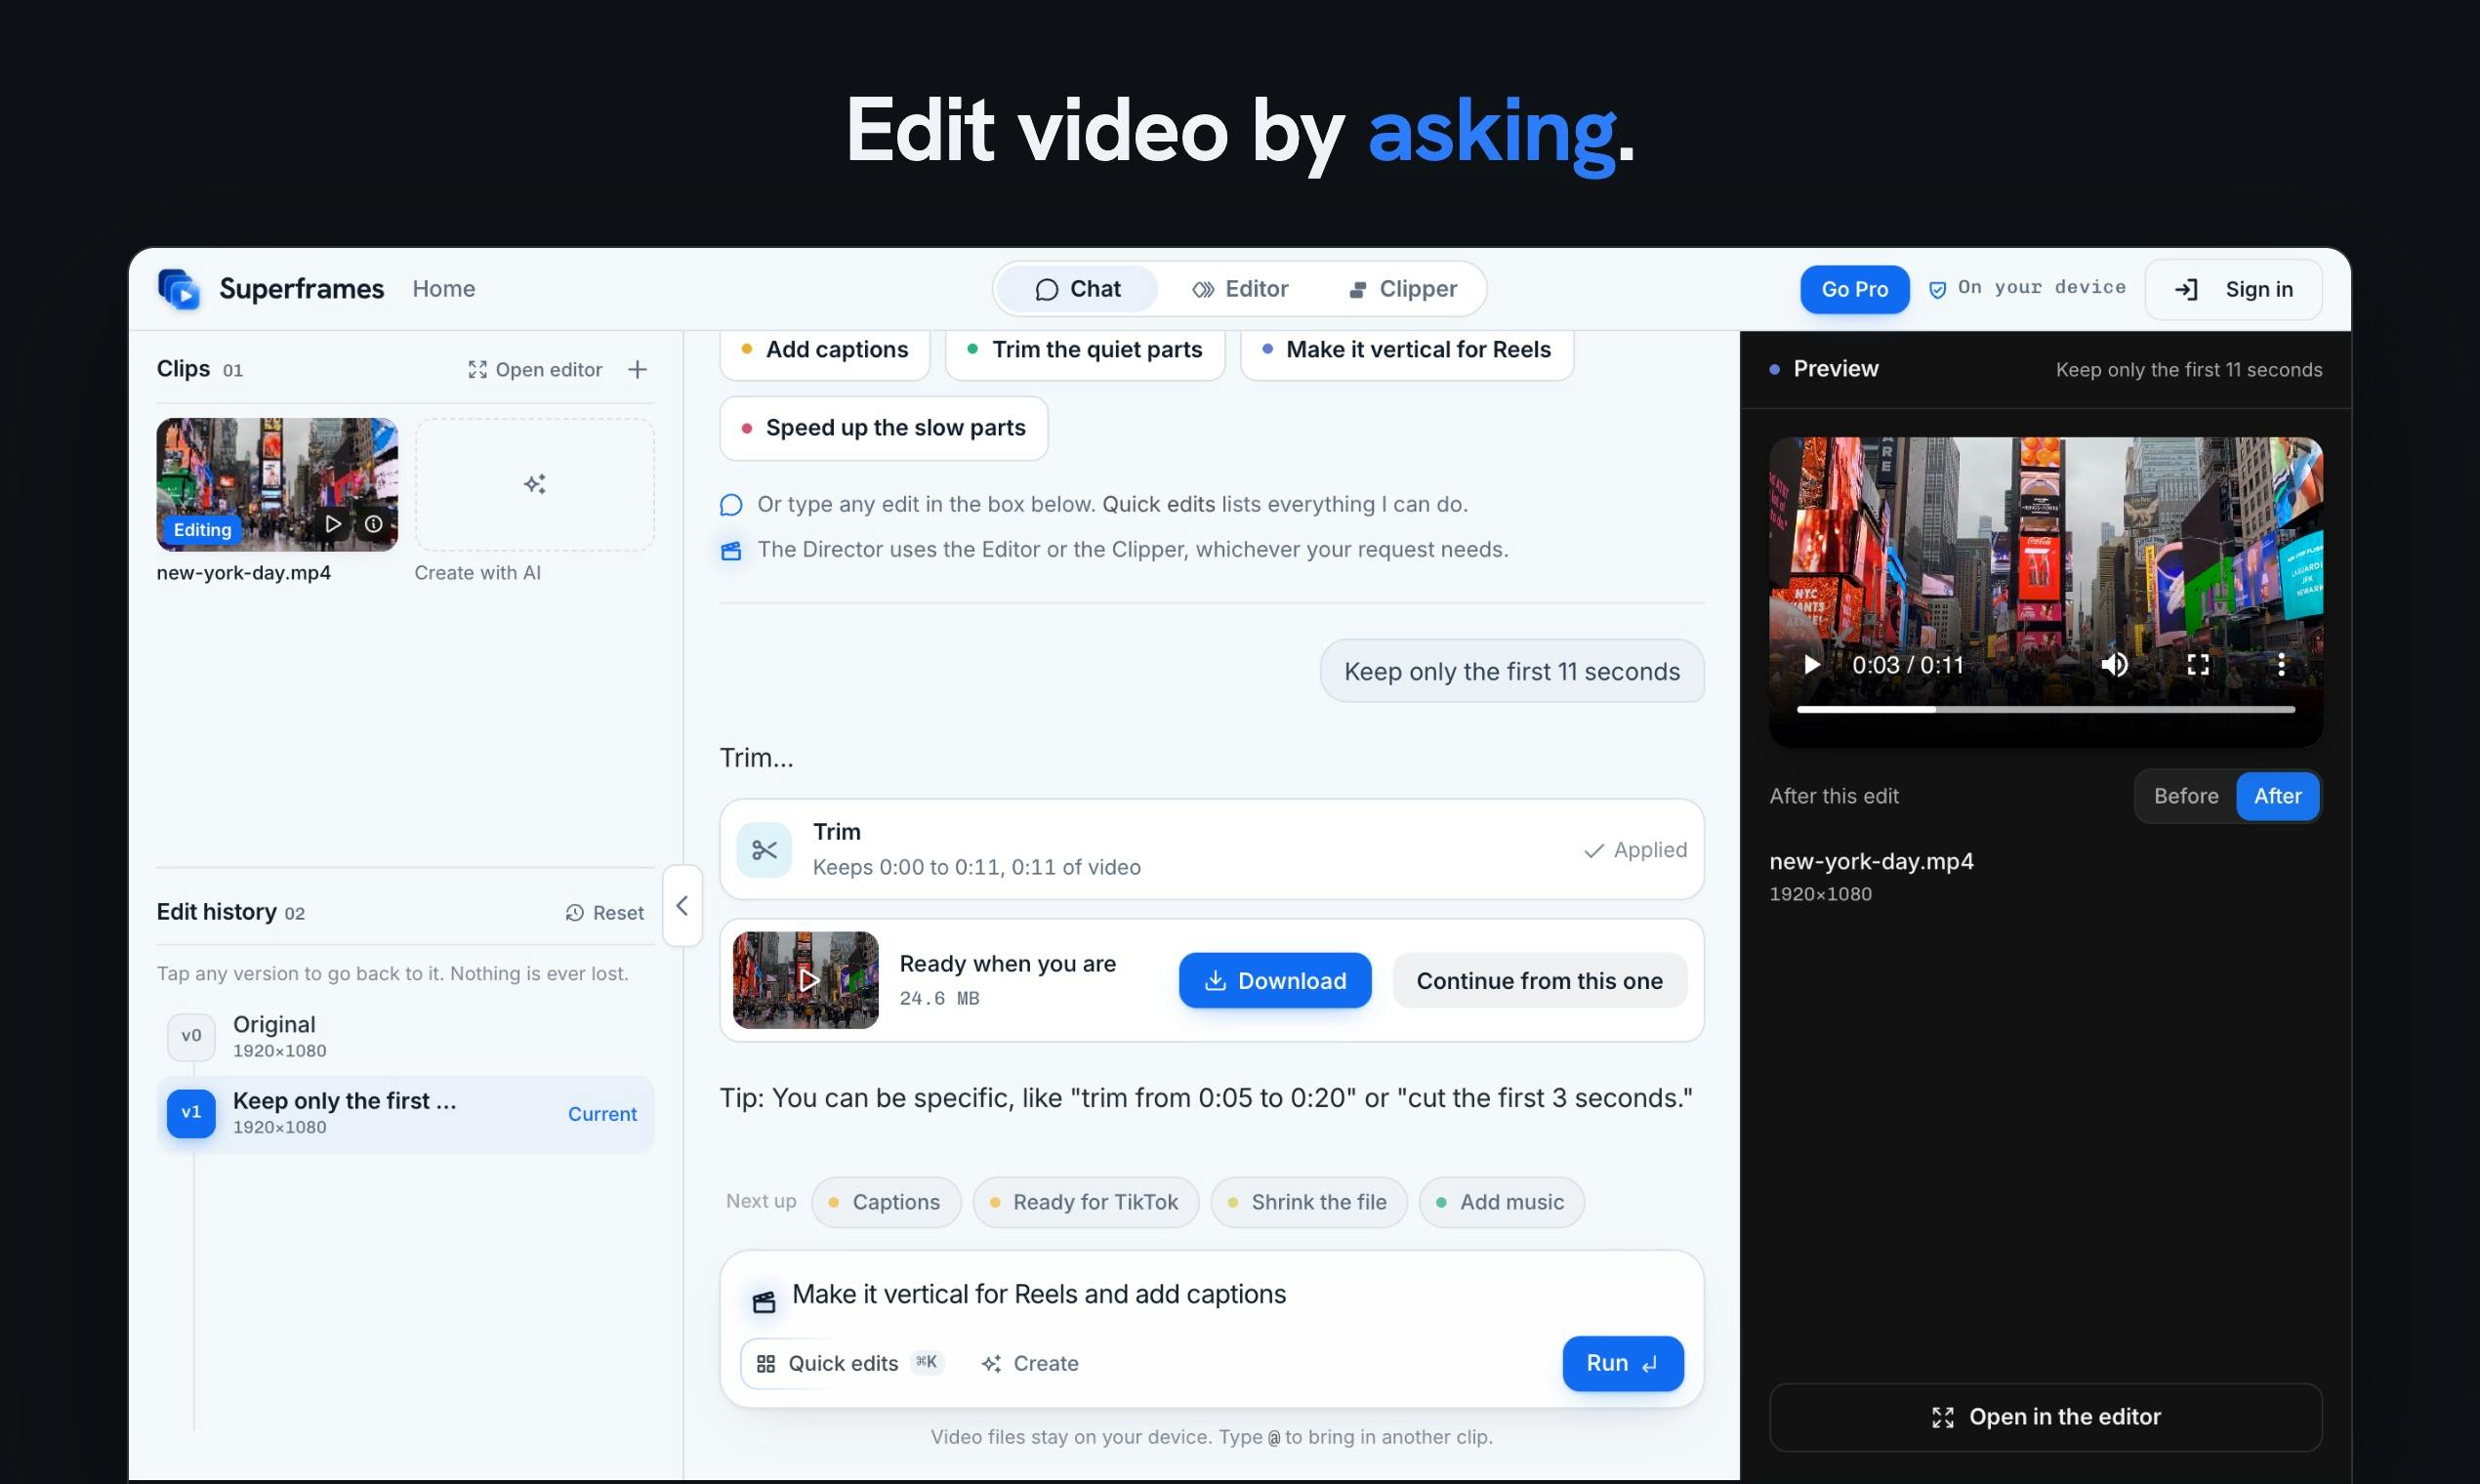 Edit video by asking.
Superframes
Home
Chat
Editor
Clipper
Go Pro
On your device
Sign in
Clips 01
Open editor
Editing
new-york-day.mp4
Create with AI
Edit history 02
Reset
Tap any version to go back to it. Nothing is ever lost.
v0
Original
1920×1080
v1
Keep only the first ...
1920×1080
Current
Add captions
Trim the quiet parts
Make it vertical for Reels
Speed up the slow parts
Or type any edit in the box below. Quick edits lists everything I can do.
The Director uses the Editor or the Clipper, whichever your request needs.
Keep only the first 11 seconds
Trim...
Trim
Keeps 0:00 to 0:11, 0:11 of video
Applied
Ready when you are
24.6 MB
Download
Continue from this one
Tip: You can be specific, like "trim from 0:05 to 0:20" or "cut the first 3 seconds."
Next up
Captions
Ready for TikTok
Shrink the file
Add music
Make it vertical for Reels and add captions
Quick edits ⌘K
Create
Run
Video files stay on your device. Type @ to bring in another clip.
Preview
Keep only the first 11 seconds
NYC
0:03 / 0:11
After this edit
Before
After
new-york-day.mp4
1920×1080
Open in the editor